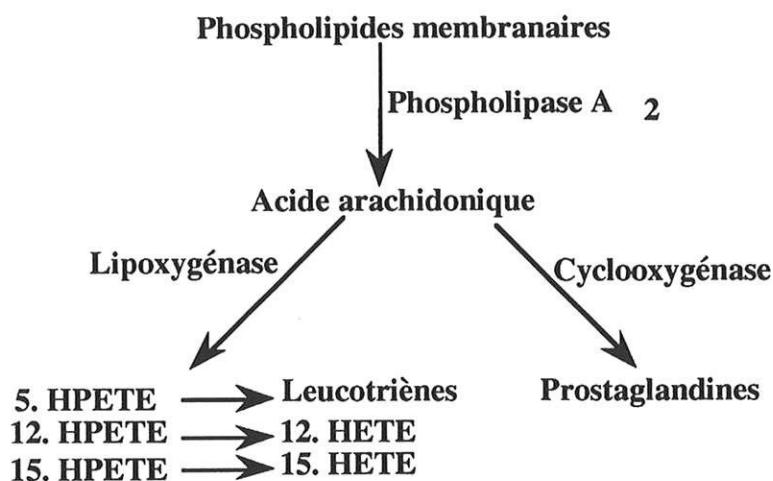 Phospholipides membranaires
Phospholipase A 2
Acide arachidonique
Lipoxygénase
Cyclooxygénase
5. HPETE Leucotriènes Prostaglandines
12. HPETE 12. HETE
15. HPETE 15. HETE